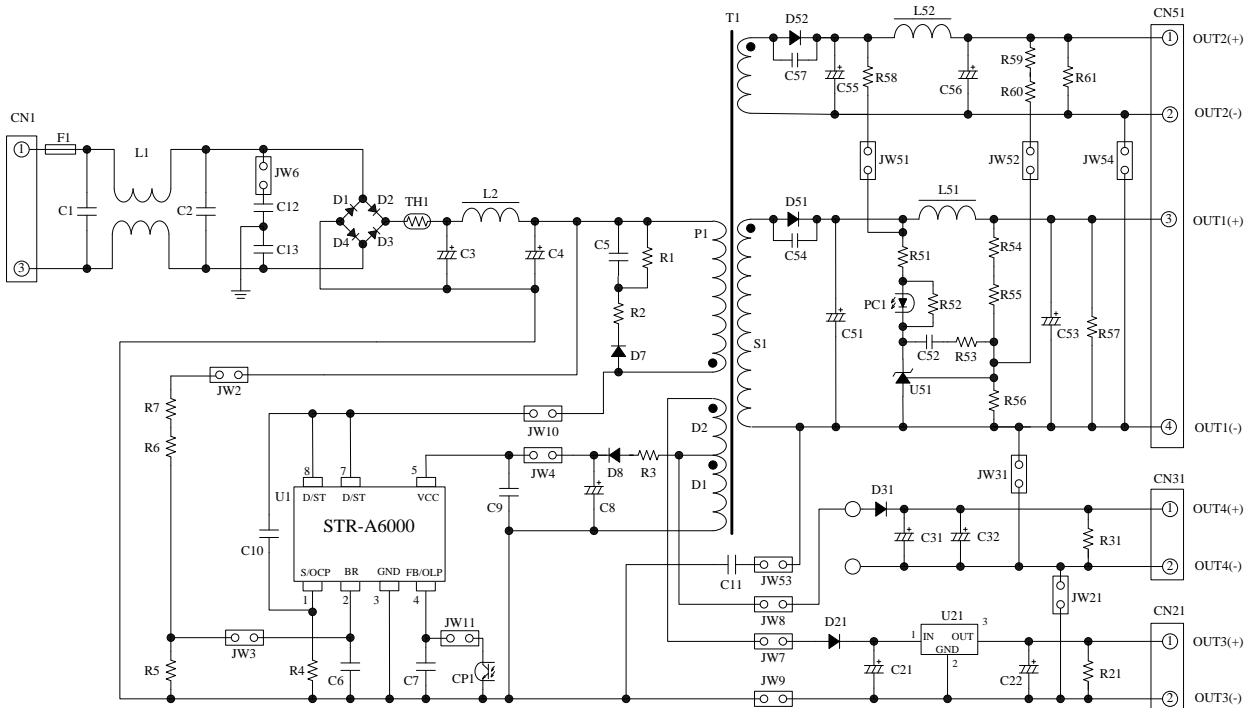 T1
D52
L52
CN51
1
OUT2(+)
C57
C55
R58
C56
R59
R60
R61
2
OUT2(-)
CN1
F1
1
L1
JW6
C1
C2
C12
C13
3
D1
D2
D4
D3
TH1
L2
C3
C4
C5
R1
R2
D7
P1
S1
JW51
JW52
JW54
D51
L51
3
OUT1(+)
C54
R51
R54
PC1
R52
R55
C51
C52
R53
C53
R57
U51
R56
4
OUT1(-)
JW2
R7
R6
JW10
D2
D1
JW4
D8
R3
C9
C8
JW31
CN31
8
7
5
U1
D/ST
D/ST
VCC
STR-A6000
C10
S/OCP
BR
GND
FB/OLP
1
2
3
4
D31
1
OUT4(+)
C31
C32
R31
2
OUT4(-)
C11
JW53
JW8
JW21
CN21
JW11
JW3
R5
R4
C6
C7
CP1
JW7
D21
U21
1
IN
OUT
3
GND
2
1
OUT3(+)
C21
C22
R21
JW9
2
OUT3(-)